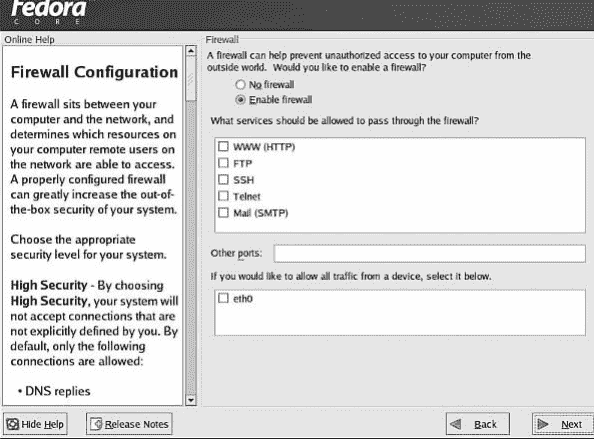 fedora
CORE
Online Help
Firewall Configuration
A firewall sits between your
computer and the network, and
determines which resources on
your computer remote users on
the network are able to access.
A properly configured firewall
can greatly increase the out-of-
the-box security of your system.
Choose the appropriate
security level for your system.
High Security - By choosing
High Security, your system will
not accept connections that are
not explicitly defined by you. By
default, only the following
connections are allowed:
• DNS replies
Firewall
A firewall can help prevent unauthorized access to your computer from the
outside world. Would you like to enable a firewall?
No firewall
Enable firewall
What services should be allowed to pass through the firewall?
WWW (HTTP)
FTP
SSH
Telnet
Mail (SMTP)
Other ports:
If you would like to allow all traffic from a device, select it below.
eth0
Hide Help
Release Notes
Back
Next